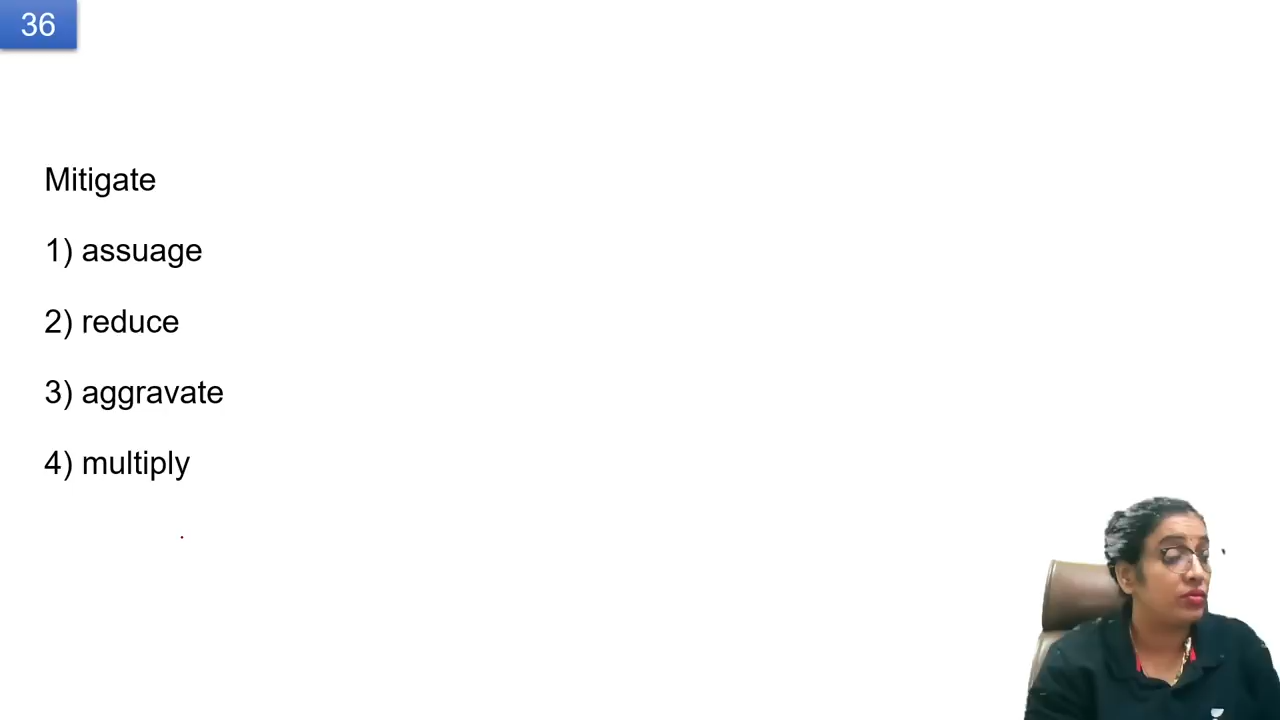 36
Mitigate
1) assuage
2) reduce
3) aggravate
4) multiply